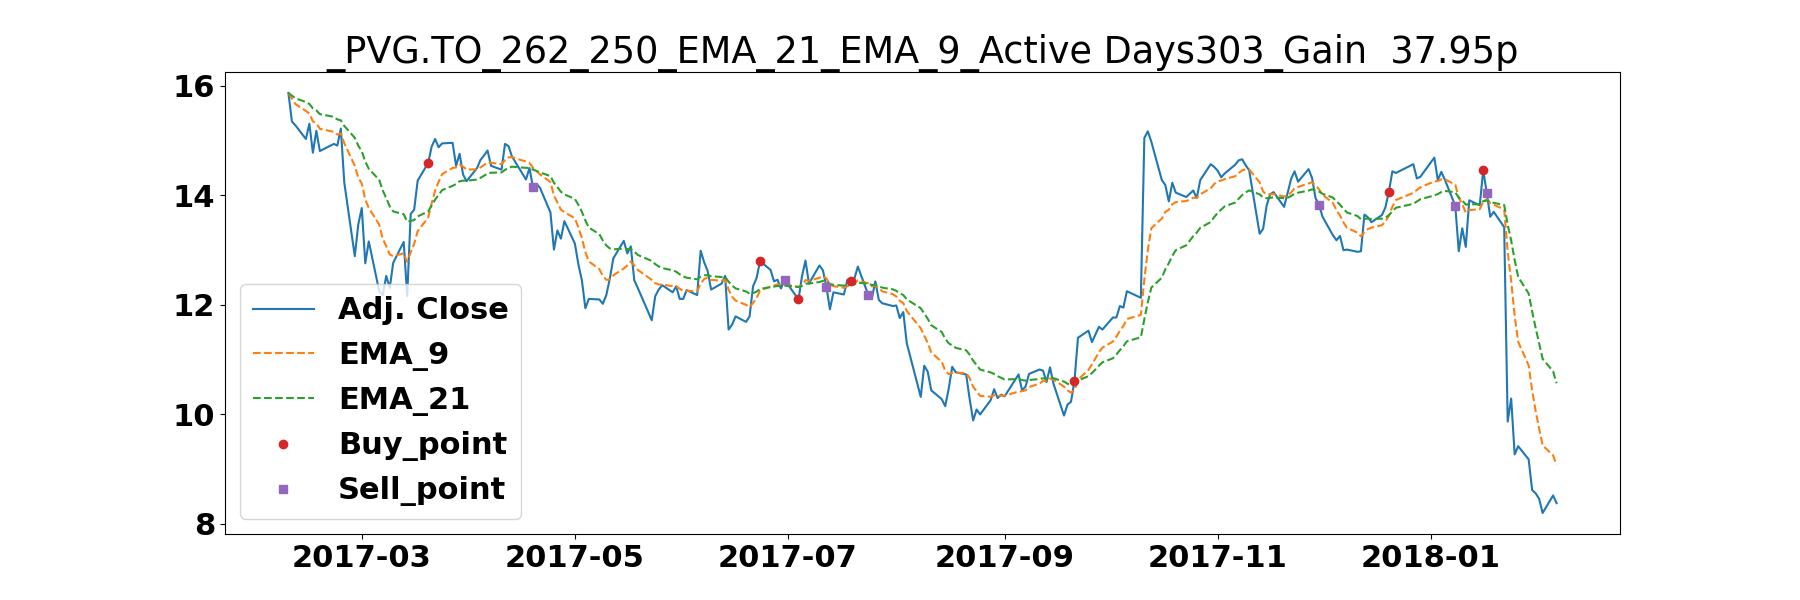 _PVG.TO_262_250_EMA_21_EMA_9_Active Days303_Gain  37.95p
16
14
12
10
8
Adj. Close
EMA_9
EMA_21
Buy_point
Sell_point
2017-03 2017-05 2017-07 2017-09 2017-11 2018-01